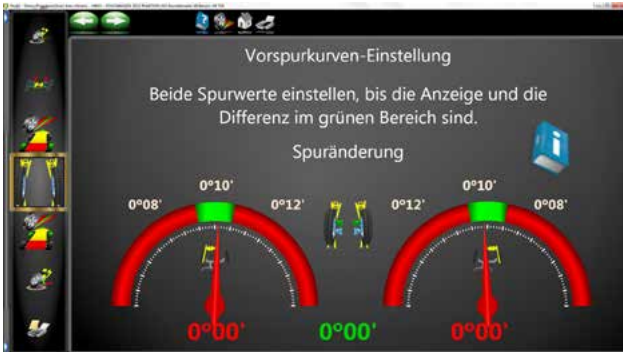 Vorspurkurven-Einstellung
Beide Spurwerte einstellen, bis die Anzeige und die
Differenz im grünen Bereich sind.
Spuränderung
0°08' 0°10' 0°12' 0°12' 0°10' 0°08'
0°00' 0°00' 0°00'